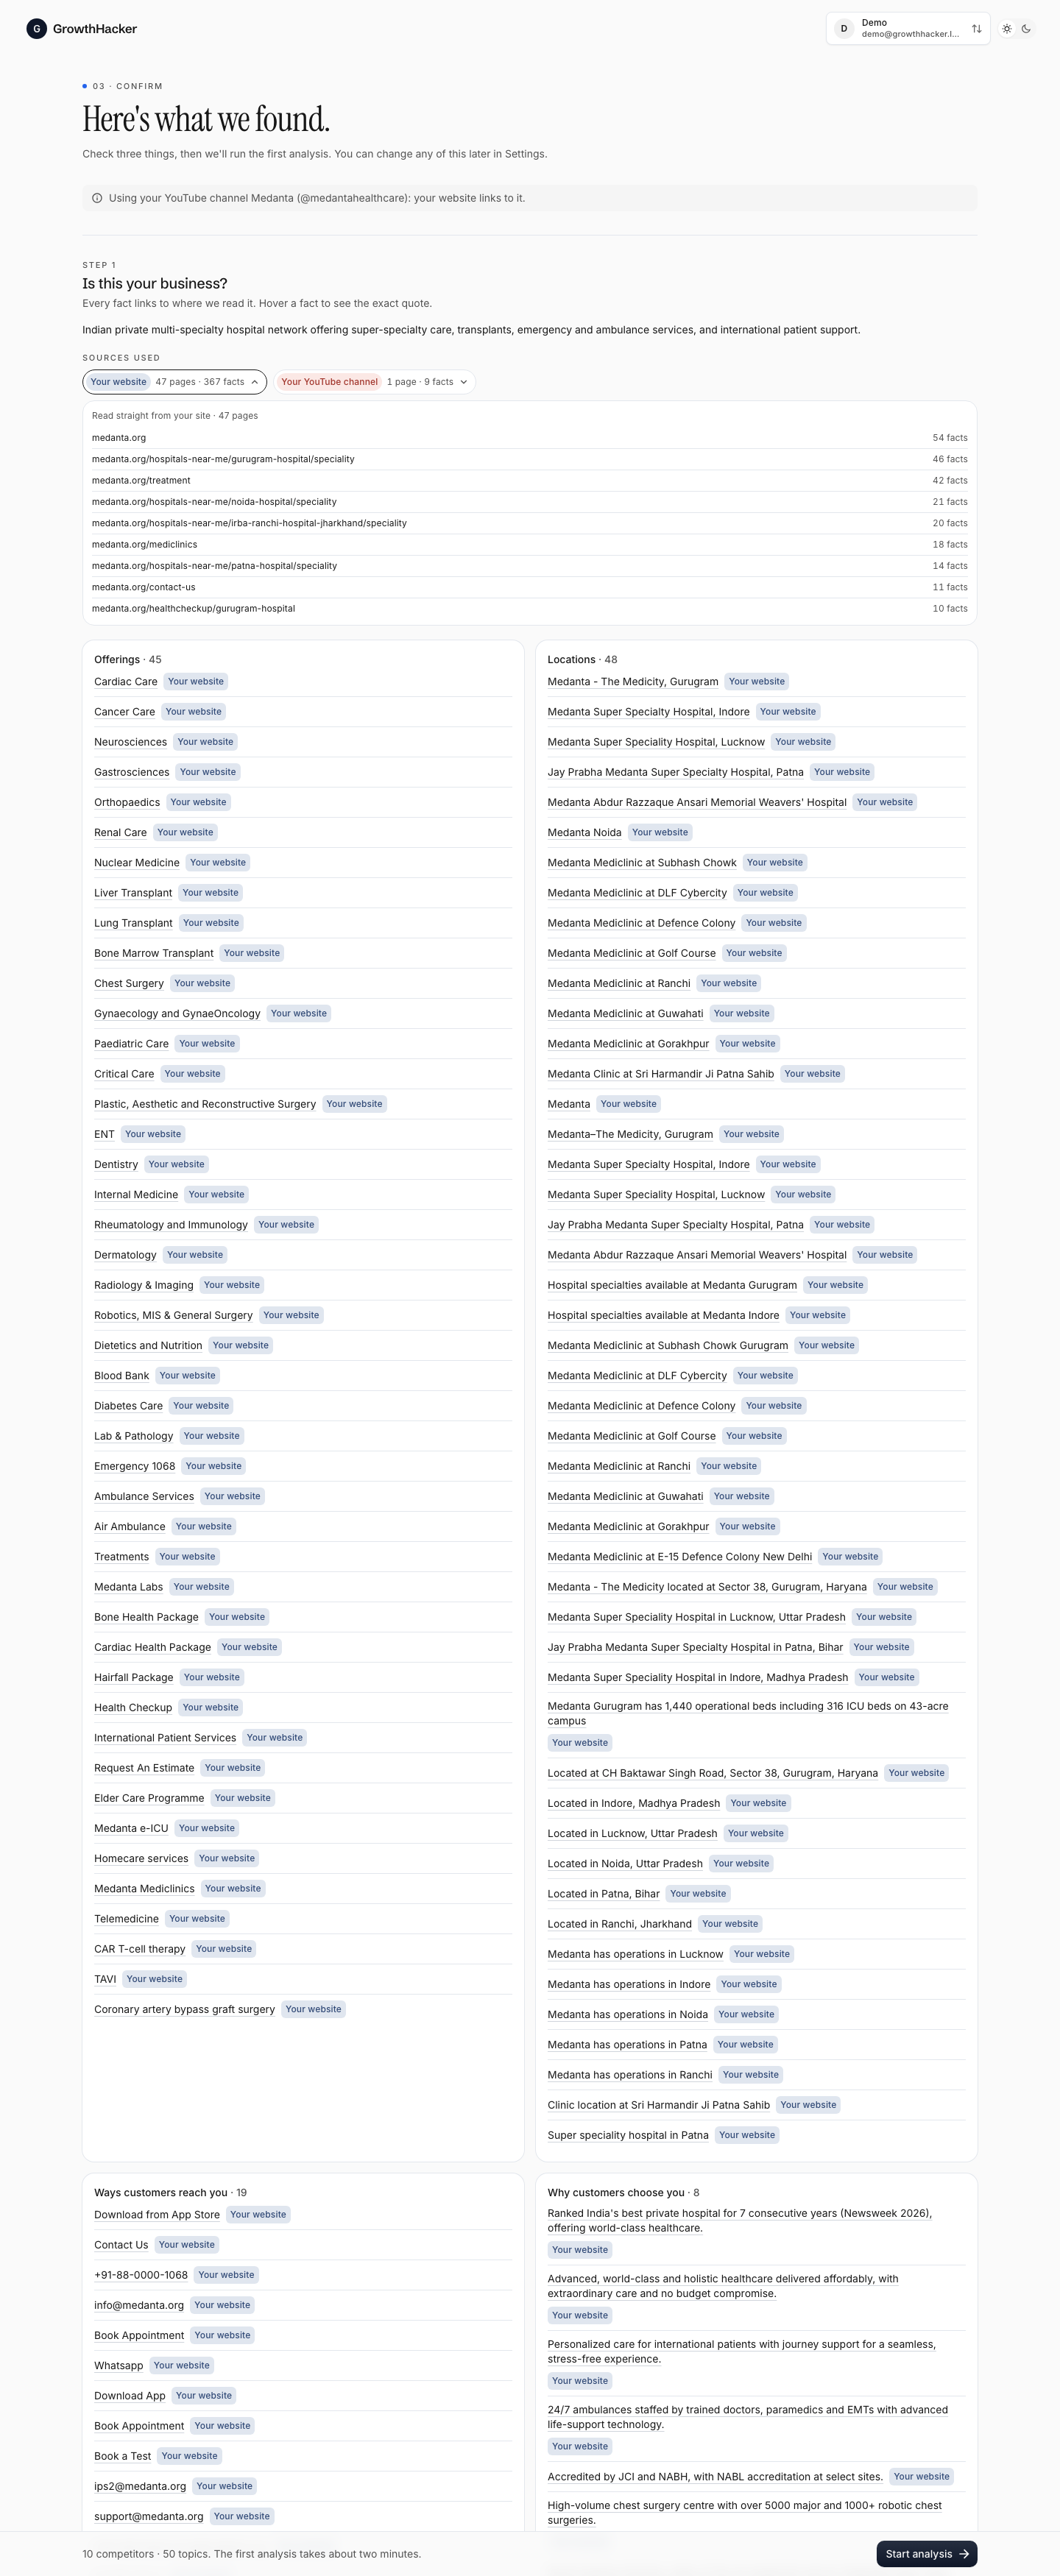 G GrowthHacker
D Demo
demo@growthhacker.l...
03 · CONFIRM
Here's what we found.
Check three things, then we'll run the first analysis. You can change any of this later in Settings.
Using your YouTube channel Medanta (@medantahealthcare): your website links to it.
STEP 1
Is this your business?
Every fact links to where we read it. Hover a fact to see the exact quote.
Indian private multi-specialty hospital network offering super-specialty care, transplants, emergency and ambulance services, and international patient support.
SOURCES USED
Your website 47 pages · 367 facts
Your YouTube channel 1 page · 9 facts
Read straight from your site · 47 pages
medanta.org 54 facts
medanta.org/hospitals-near-me/gurugram-hospital/speciality 46 facts
medanta.org/treatment 42 facts
medanta.org/hospitals-near-me/noida-hospital/speciality 21 facts
medanta.org/hospitals-near-me/irba-ranchi-hospital-jharkhand/speciality 20 facts
medanta.org/mediclinics 18 facts
medanta.org/hospitals-near-me/patna-hospital/speciality 14 facts
medanta.org/contact-us 11 facts
medanta.org/healthcheckup/gurugram-hospital 10 facts
Offerings · 45
Cardiac Care Your website
Cancer Care Your website
Neurosciences Your website
Gastrosciences Your website
Orthopaedics Your website
Renal Care Your website
Nuclear Medicine Your website
Liver Transplant Your website
Lung Transplant Your website
Bone Marrow Transplant Your website
Chest Surgery Your website
Gynaecology and GynaeOncology Your website
Paediatric Care Your website
Critical Care Your website
Plastic, Aesthetic and Reconstructive Surgery Your website
ENT Your website
Dentistry Your website
Internal Medicine Your website
Rheumatology and Immunology Your website
Dermatology Your website
Radiology & Imaging Your website
Robotics, MIS & General Surgery Your website
Dietetics and Nutrition Your website
Blood Bank Your website
Diabetes Care Your website
Lab & Pathology Your website
Emergency 1068 Your website
Ambulance Services Your website
Air Ambulance Your website
Treatments Your website
Medanta Labs Your website
Bone Health Package Your website
Cardiac Health Package Your website
Hairfall Package Your website
Health Checkup Your website
International Patient Services Your website
Request An Estimate Your website
Elder Care Programme Your website
Medanta e-ICU Your website
Homecare services Your website
Medanta Mediclinics Your website
Telemedicine Your website
CAR T-cell therapy Your website
TAVI Your website
Coronary artery bypass graft surgery Your website
Locations · 48
Medanta - The Medicity, Gurugram Your website
Medanta Super Specialty Hospital, Indore Your website
Medanta Super Speciality Hospital, Lucknow Your website
Jay Prabha Medanta Super Specialty Hospital, Patna Your website
Medanta Abdur Razzaque Ansari Memorial Weavers' Hospital Your website
Medanta Noida Your website
Medanta Mediclinic at Subhash Chowk Your website
Medanta Mediclinic at DLF Cybercity Your website
Medanta Mediclinic at Defence Colony Your website
Medanta Mediclinic at Golf Course Your website
Medanta Mediclinic at Ranchi Your website
Medanta Mediclinic at Guwahati Your website
Medanta Mediclinic at Gorakhpur Your website
Medanta Clinic at Sri Harmandir Ji Patna Sahib Your website
Medanta Your website
Medanta–The Medicity, Gurugram Your website
Medanta Super Specialty Hospital, Indore Your website
Medanta Super Speciality Hospital, Lucknow Your website
Jay Prabha Medanta Super Specialty Hospital, Patna Your website
Medanta Abdur Razzaque Ansari Memorial Weavers' Hospital Your website
Hospital specialties available at Medanta Gurugram Your website
Hospital specialties available at Medanta Indore Your website
Medanta Mediclinic at Subhash Chowk Gurugram Your website
Medanta Mediclinic at DLF Cybercity Your website
Medanta Mediclinic at Defence Colony Your website
Medanta Mediclinic at Golf Course Your website
Medanta Mediclinic at Ranchi Your website
Medanta Mediclinic at Guwahati Your website
Medanta Mediclinic at Gorakhpur Your website
Medanta Mediclinic at E-15 Defence Colony New Delhi Your website
Medanta - The Medicity located at Sector 38, Gurugram, Haryana Your website
Medanta Super Speciality Hospital in Lucknow, Uttar Pradesh Your website
Jay Prabha Medanta Super Specialty Hospital in Patna, Bihar Your website
Medanta Super Speciality Hospital in Indore, Madhya Pradesh Your website
Medanta Gurugram has 1,440 operational beds including 316 ICU beds on 43-acre
campus
Your website
Located at CH Baktawar Singh Road, Sector 38, Gurugram, Haryana Your website
Located in Indore, Madhya Pradesh Your website
Located in Lucknow, Uttar Pradesh Your website
Located in Noida, Uttar Pradesh Your website
Located in Patna, Bihar Your website
Located in Ranchi, Jharkhand Your website
Medanta has operations in Lucknow Your website
Medanta has operations in Indore Your website
Medanta has operations in Noida Your website
Medanta has operations in Patna Your website
Medanta has operations in Ranchi Your website
Clinic location at Sri Harmandir Ji Patna Sahib Your website
Super speciality hospital in Patna Your website
Ways customers reach you · 19
Download from App Store Your website
Contact Us Your website
+91-88-0000-1068 Your website
info@medanta.org Your website
Book Appointment Your website
Whatsapp Your website
Download App Your website
Book Appointment Your website
Book a Test Your website
ips2@medanta.org Your website
support@medanta.org Your website
Why customers choose you · 8
Ranked India's best private hospital for 7 consecutive years (Newsweek 2026),
offering world-class healthcare.
Your website
Advanced, world-class and holistic healthcare delivered affordably, with
extraordinary care and no budget compromise.
Your website
Personalized care for international patients with journey support for a seamless,
stress-free experience.
Your website
24/7 ambulances staffed by trained doctors, paramedics and EMTs with advanced
life-support technology.
Your website
Accredited by JCI and NABH, with NABL accreditation at select sites. Your website
High-volume chest surgery centre with over 5000 major and 1000+ robotic chest
surgeries.
10 competitors · 50 topics. The first analysis takes about two minutes.
Start analysis